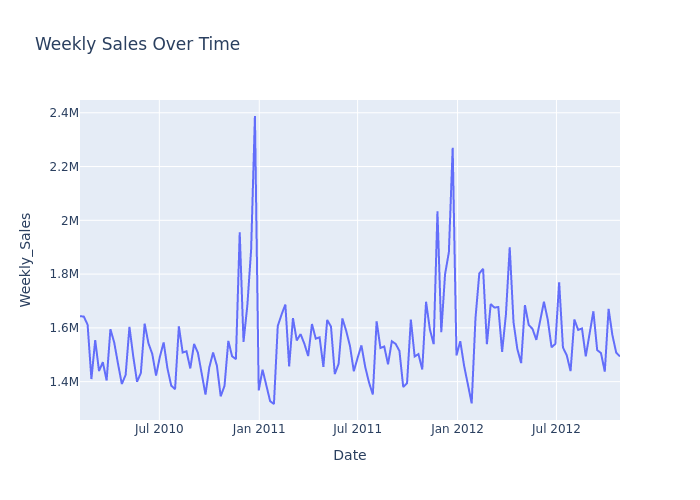 Weekly Sales Over Time
2.4M
2.2M
2M
1.8M
1.6M
1.4M
Weekly_Sales
Jul 2010
Jan 2011
Jul 2011
Jan 2012
Jul 2012
Date